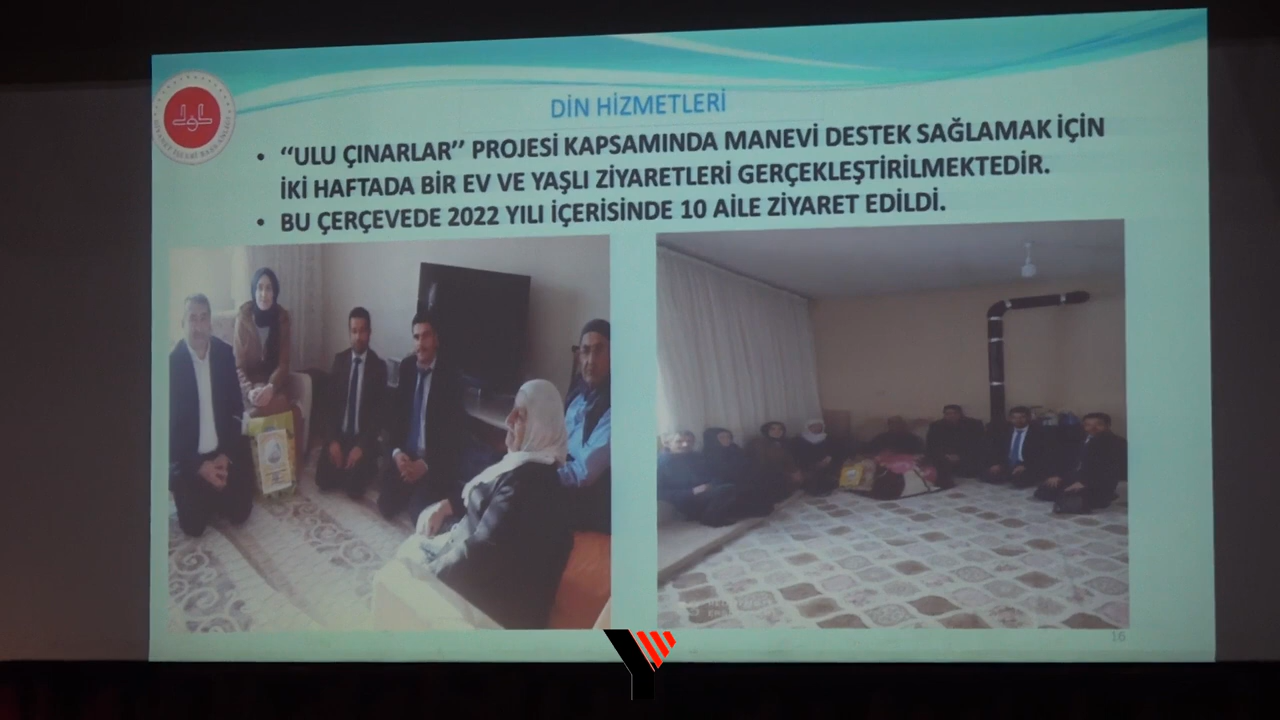 DİN HİZMETLERİ
• “ULU ÇINARLAR” PROJESİ KAPSAMINDA MANEVİ DESTEK SAĞLAMAK İÇİN
İKİ HAFTADA BİR EV VE YAŞLI ZİYARETLERİ GERÇEKLEŞTİRİLMEKTEDİR.
• BU ÇERÇEVEDE 2022 YILI İÇERİSİNDE 10 AİLE ZİYARET EDİLDİ.
16